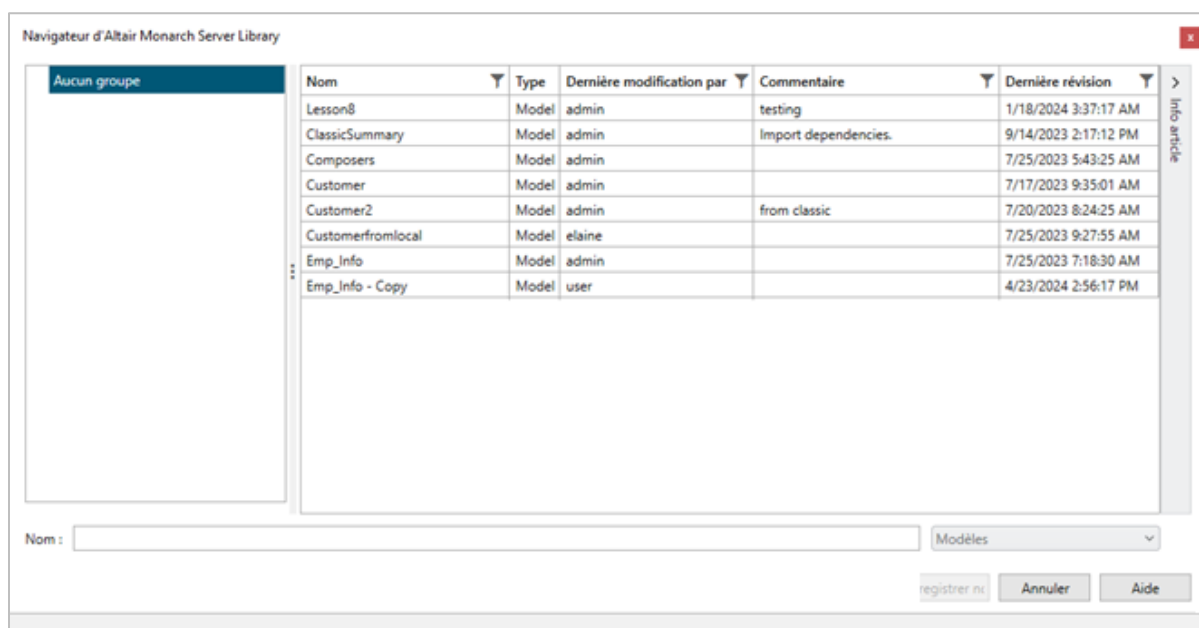 Navigateur d'Altair Monarch Server Library
x
Aucun groupe
Nom Type Dernière modification par Commentaire Dernière révision
Lesson8 Model admin testing 1/18/2024 3:37:17 AM
ClassicSummary Model admin Import dependencies. 9/14/2023 2:17:12 PM
Composers Model admin 7/25/2023 5:43:25 AM
Customer Model admin 7/17/2023 9:35:01 AM
Customer2 Model admin from classic 7/20/2023 8:24:25 AM
Customerfromlocal Model elaine 7/25/2023 9:27:55 AM
Emp_Info Model admin 7/25/2023 7:18:30 AM
Emp_Info - Copy Model user 4/23/2024 2:56:17 PM
Info article
Nom :
Modèles
Annuler Aide